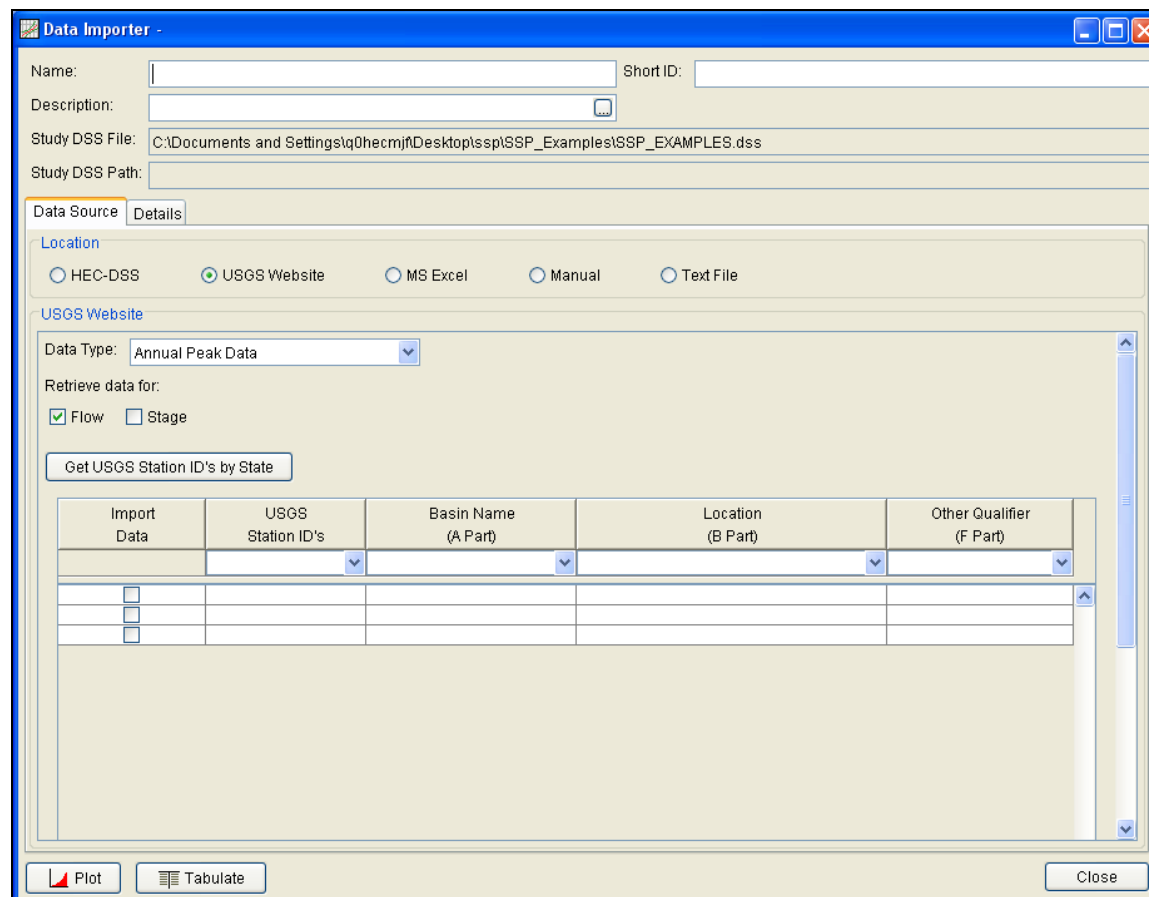 Data Importer -
Name: Short ID:
Description: ...
Study DSS File: C:\Documents and Settings\q0hecmjf\Desktop\ssp\SSP_Examples\SSP_EXAMPLES.dss
Study DSS Path:
Data Source Details
Location
HEC-DSS USGS Website MS Excel Manual Text File
USGS Website
Data Type: Annual Peak Data
Retrieve data for:
Flow Stage
Get USGS Station ID's by State
Import USGS Basin Name Location Other Qualifier
Data Station ID's (A Part) (B Part) (F Part)
Plot Tabulate Close